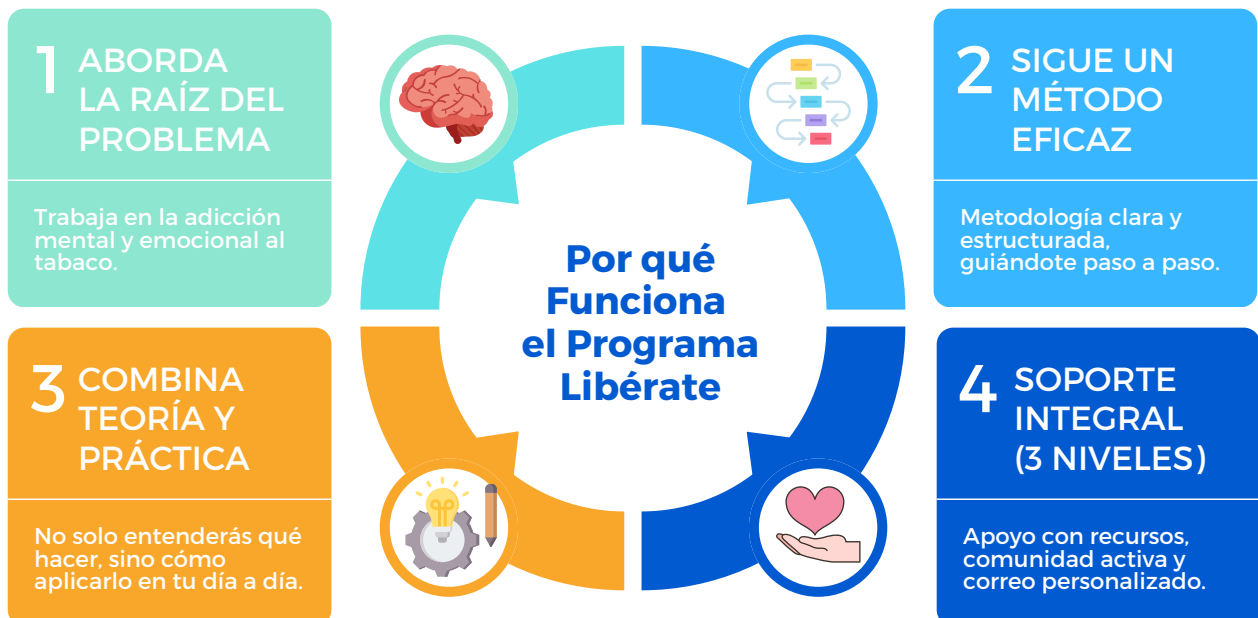 1 ABORDA
LA RAÍZ DEL
PROBLEMA
Trabaja en la adicción
mental y emocional al
tabaco.
2 SIGUE UN
MÉTODO
EFICAZ
Metodología clara y
estructurada,
guiándote paso a paso.
Por qué
Funciona
el Programa
Libérate
3 COMBINA
TEORÍA Y
PRÁCTICA
No solo entenderás qué
hacer, sino cómo
aplicarlo en tu día a día.
4 SOPORTE
INTEGRAL
(3 NIVELES)
Apoyo con recursos,
comunidad activa y
correo personalizado.